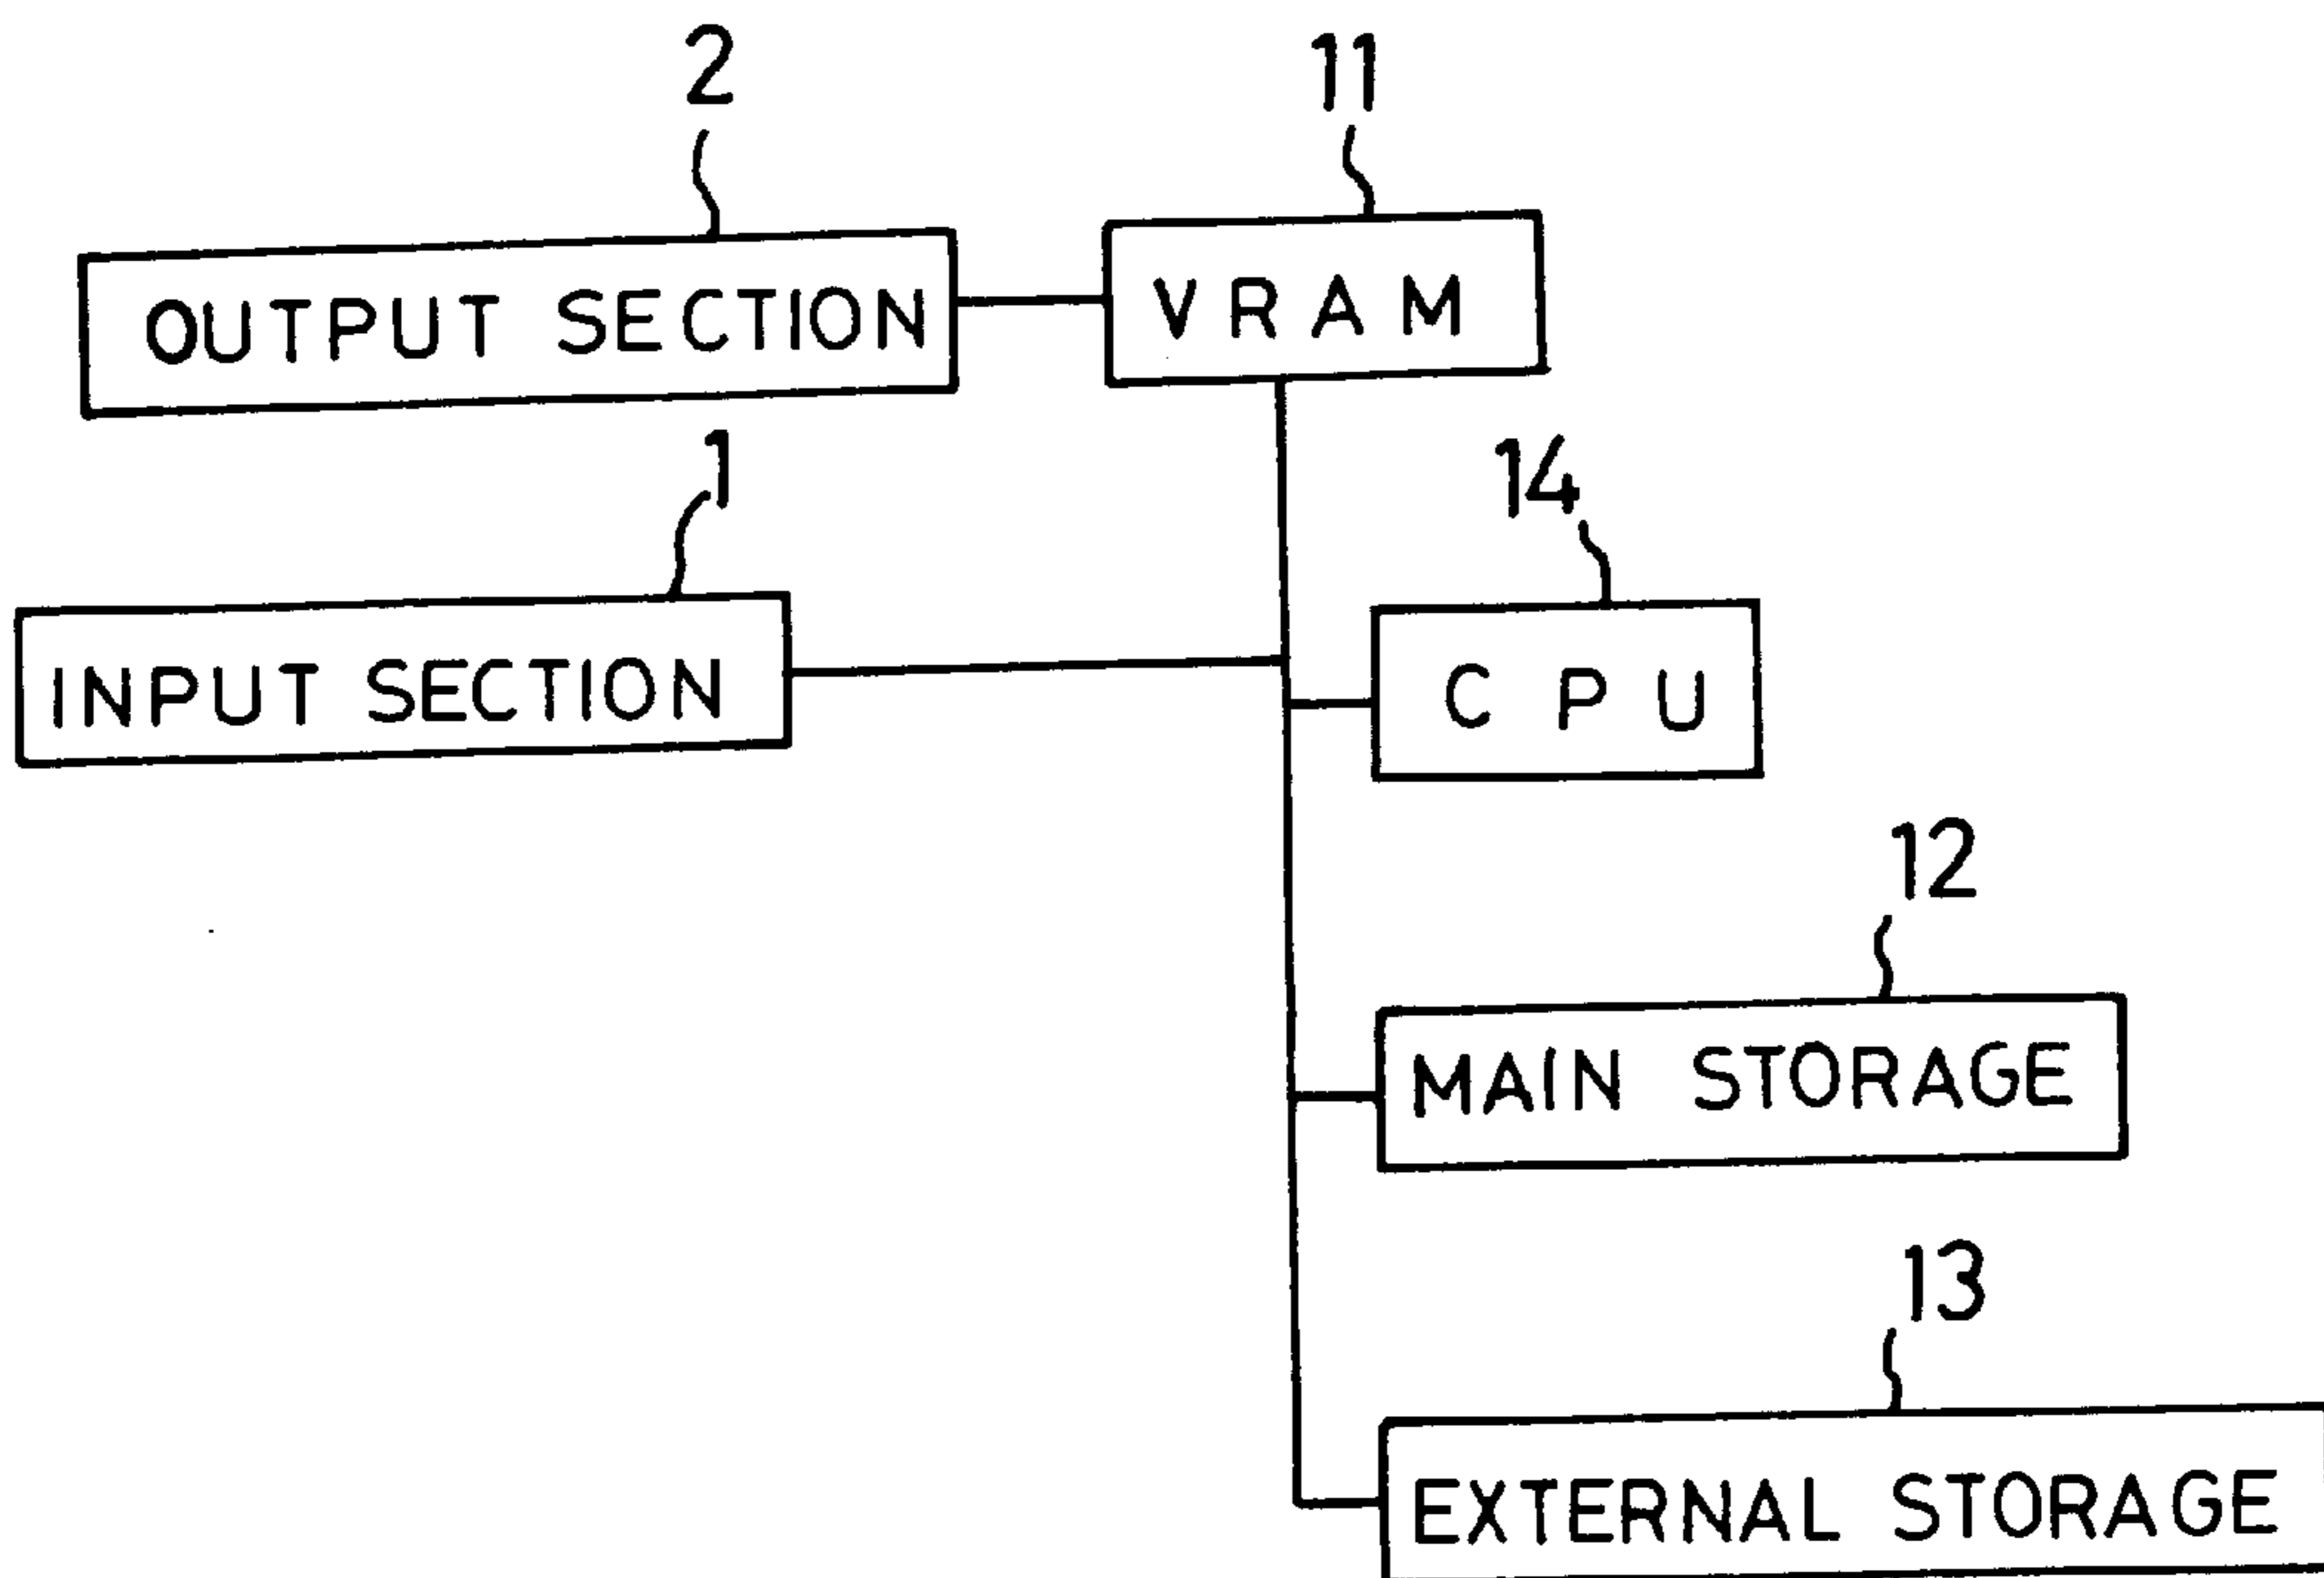 2
11
OUTPUT SECTION
VRAM
1
14
INPUT SECTION
CPU
12
MAIN STORAGE
13
EXTERNAL STORAGE